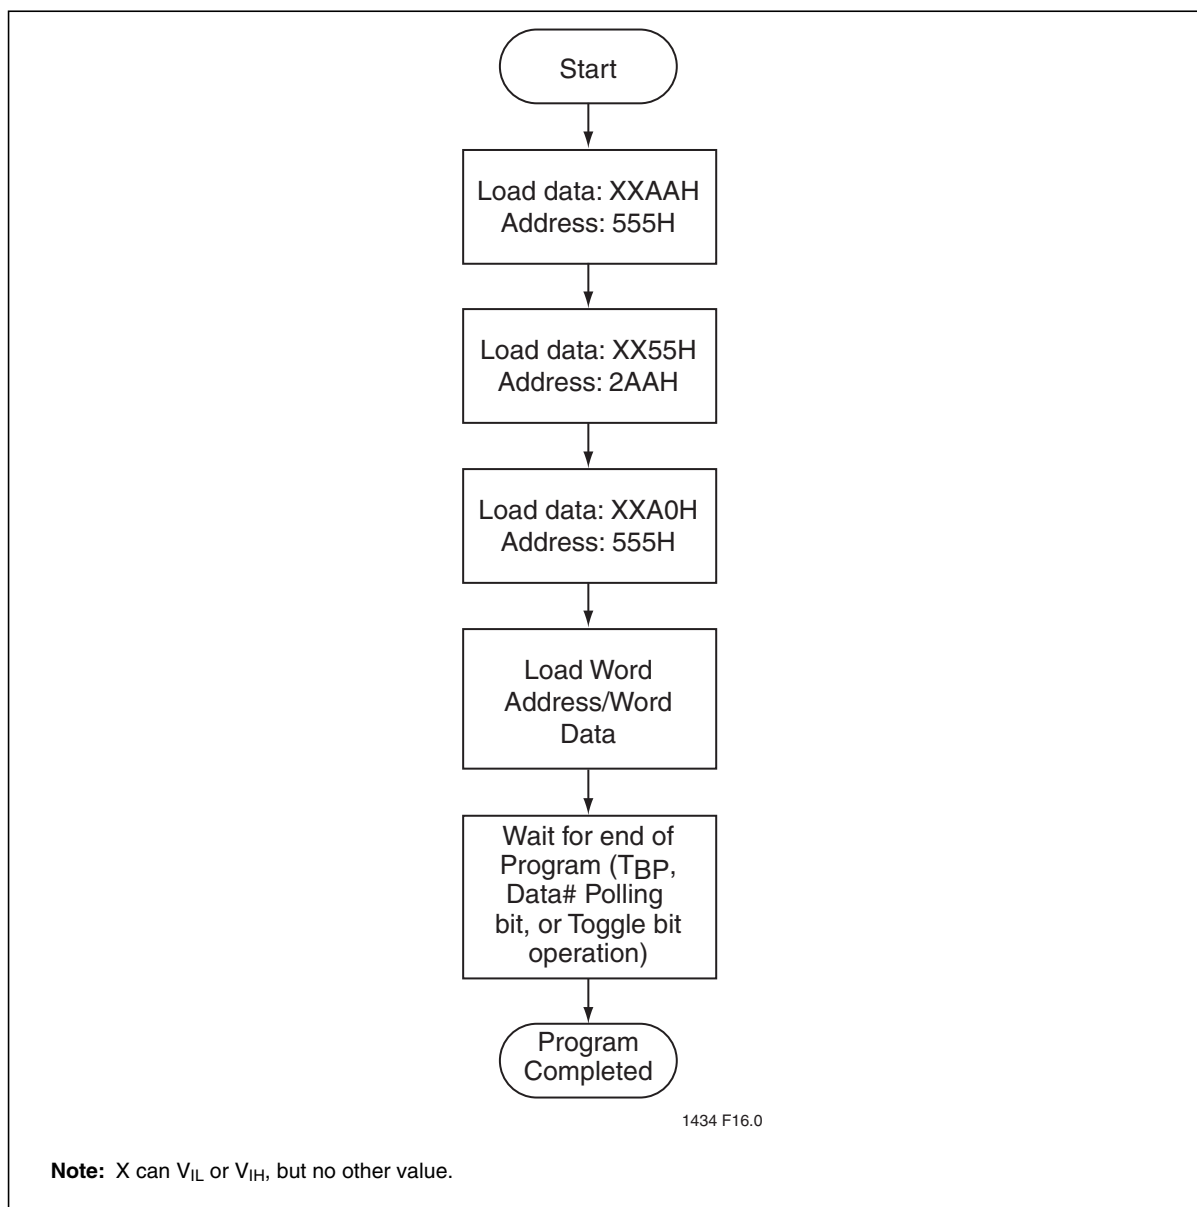 Start
Load data: XXAAH
Address: 555H
Load data: XX55H
Address: 2AAH
Load data: XXA0H
Address: 555H
Load Word
Address/Word
Data
Wait for end of
Program (TBP,
Data# Polling
bit, or Toggle bit
operation)
Program
Completed
1434 F16.0
Note: X can VIL or VIH, but no other value.